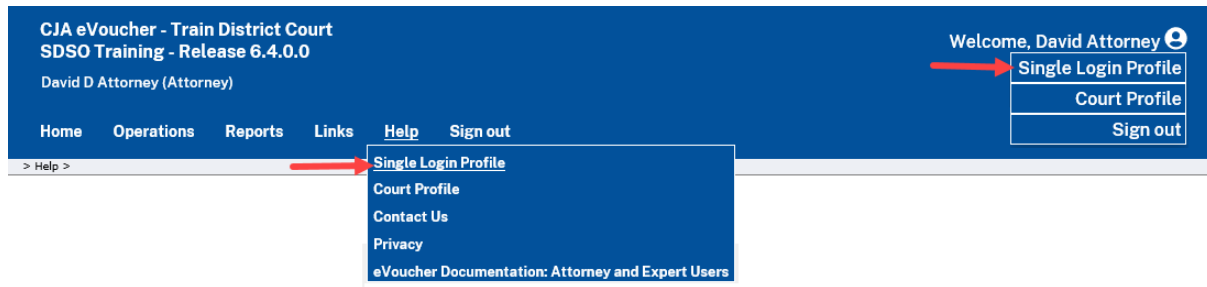 CJA eVoucher - Train District Court
SDSO Training - Release 6.4.0.0
David D Attorney (Attorney)
Welcome, David Attorney
Single Login Profile
Court Profile
Sign out
Home Operations Reports Links Help Sign out
> Help >
Single Login Profile
Court Profile
Contact Us
Privacy
eVoucher Documentation: Attorney and Expert Users